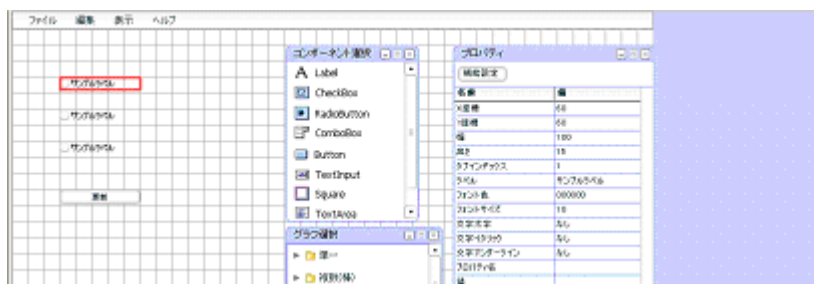 ファイル 編集 表示 ヘルプ
サンプルラベル
サンプルラベル
サンプルラベル
コンポーネント選択
Label
CheckBox
RadioButton
ComboBox
Button
TextInput
Square
TextArea
グラフ選択
単一
複数(棒)
プロパティ
名前 値
X座標 60
Y座標 60
幅 100
高さ 15
タブインデックス 1
ラベル サンプルラベル
フォント色 000000
フォントサイズ 10
文字太字 なし
文字イタリック なし
文字アンダーライン なし
プロパティ名
値